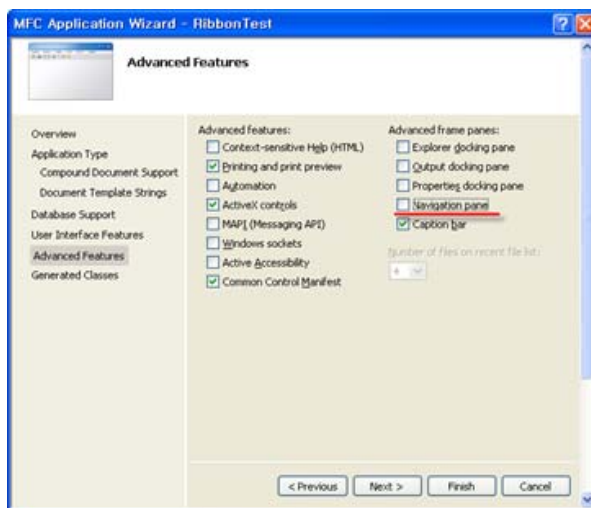 MFC Application Wizard - RibbonTest
Advanced Features
Overview
Application Type
Compound Document Support
Document Template Strings
Database Support
User Interface Features
Advanced Features
Generated Classes
Advanced features:
Context-sensitive Help (HTML)
Printing and print preview
Automation
ActiveX controls
MAPI (Messaging API)
Windows sockets
Active Accessibility
Common Control Manifest
Advanced frame panes:
Explorer docking pane
Output docking pane
Properties docking pane
Navigation pane
Caption bar
Number of files on recent file list:
4
< Previous
Next >
Finish
Cancel